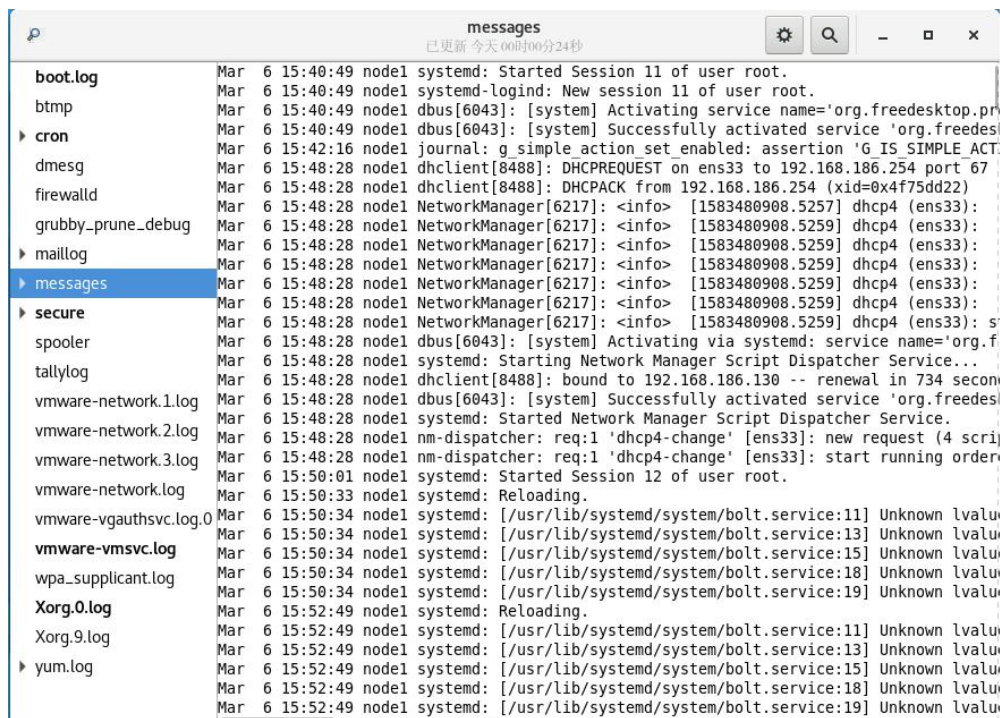 messages
已更新 今天 00时00分24秒
boot.log
btmp
cron
dmesg
firewalld
grubby_prune_debug
maillog
messages
secure
spooler
tallylog
vmware-network.1.log
vmware-network.2.log
vmware-network.3.log
vmware-network.log
vmware-vgauthsvc.log.0
vmware-vmsvc.log
wpa_supplicant.log
Xorg.0.log
Xorg.9.log
yum.log
Mar  6 15:40:49 node1 systemd: Started Session 11 of user root.
Mar  6 15:40:49 node1 systemd-logind: New session 11 of user root.
Mar  6 15:40:49 node1 dbus[6043]: [system] Activating service name='org.freedesktop.pr
Mar  6 15:40:49 node1 dbus[6043]: [system] Successfully activated service 'org.freedes
Mar  6 15:42:16 node1 journal: g_simple_action_set_enabled: assertion 'G_IS_SIMPLE_ACT
Mar  6 15:48:28 node1 dhclient[8488]: DHCPREQUEST on ens33 to 192.168.186.254 port 67
Mar  6 15:48:28 node1 dhclient[8488]: DHCPACK from 192.168.186.254 (xid=0x4f75dd22)
Mar  6 15:48:28 node1 NetworkManager[6217]: <info>  [1583480908.5257] dhcp4 (ens33):
Mar  6 15:48:28 node1 NetworkManager[6217]: <info>  [1583480908.5259] dhcp4 (ens33):
Mar  6 15:48:28 node1 NetworkManager[6217]: <info>  [1583480908.5259] dhcp4 (ens33):
Mar  6 15:48:28 node1 NetworkManager[6217]: <info>  [1583480908.5259] dhcp4 (ens33):
Mar  6 15:48:28 node1 NetworkManager[6217]: <info>  [1583480908.5259] dhcp4 (ens33):
Mar  6 15:48:28 node1 NetworkManager[6217]: <info>  [1583480908.5259] dhcp4 (ens33): s
Mar  6 15:48:28 node1 dbus[6043]: [system] Activating via systemd: service name='org.f
Mar  6 15:48:28 node1 systemd: Starting Network Manager Script Dispatcher Service...
Mar  6 15:48:28 node1 dhclient[8488]: bound to 192.168.186.130 -- renewal in 734 secon
Mar  6 15:48:28 node1 dbus[6043]: [system] Successfully activated service 'org.freedes
Mar  6 15:48:28 node1 systemd: Started Network Manager Script Dispatcher Service.
Mar  6 15:48:28 node1 nm-dispatcher: req:1 'dhcp4-change' [ens33]: new request (4 scrip
Mar  6 15:48:28 node1 nm-dispatcher: req:1 'dhcp4-change' [ens33]: start running ordere
Mar  6 15:50:01 node1 systemd: Started Session 12 of user root.
Mar  6 15:50:33 node1 systemd: Reloading.
Mar  6 15:50:34 node1 systemd: [/usr/lib/systemd/system/bolt.service:11] Unknown lvalu
Mar  6 15:50:34 node1 systemd: [/usr/lib/systemd/system/bolt.service:13] Unknown lvalu
Mar  6 15:50:34 node1 systemd: [/usr/lib/systemd/system/bolt.service:15] Unknown lvalu
Mar  6 15:50:34 node1 systemd: [/usr/lib/systemd/system/bolt.service:18] Unknown lvalu
Mar  6 15:50:34 node1 systemd: [/usr/lib/systemd/system/bolt.service:19] Unknown lvalu
Mar  6 15:52:49 node1 systemd: Reloading.
Mar  6 15:52:49 node1 systemd: [/usr/lib/systemd/system/bolt.service:11] Unknown lvalu
Mar  6 15:52:49 node1 systemd: [/usr/lib/systemd/system/bolt.service:13] Unknown lvalu
Mar  6 15:52:49 node1 systemd: [/usr/lib/systemd/system/bolt.service:15] Unknown lvalu
Mar  6 15:52:49 node1 systemd: [/usr/lib/systemd/system/bolt.service:18] Unknown lvalu
Mar  6 15:52:49 node1 systemd: [/usr/lib/systemd/system/bolt.service:19] Unknown lvalu